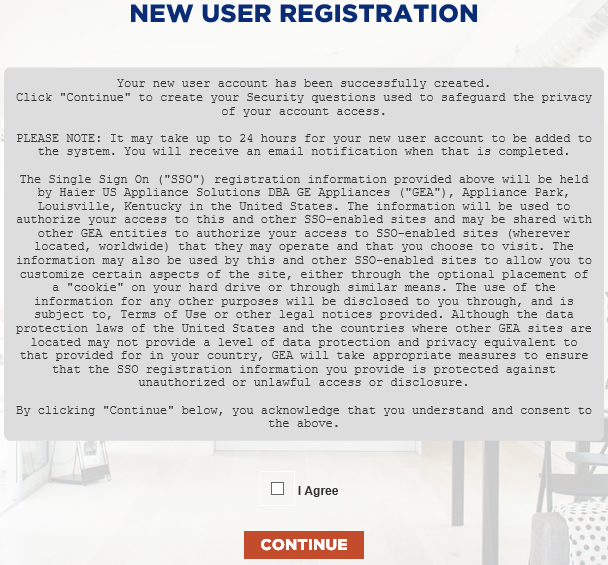 NEW USER REGISTRATION
Your new user account has been successfully created.
Click "Continue" to create your Security questions used to safeguard the privacy
of your account access.
PLEASE NOTE: It may take up to 24 hours for your new user account to be added to
the system. You will receive an email notification when that is completed.
The Single Sign On ("SSO") registration information provided above will be held
by Haier US Appliance Solutions DBA GE Appliances ("GEA"), Appliance Park,
Louisville, Kentucky in the United States. The information will be used to
authorize your access to this and other SSO-enabled sites and may be shared with
other GEA entities to authorize your access to SSO-enabled sites (wherever
located, worldwide) that they may operate and that you choose to visit. The
information may also be used by this and other SSO-enabled sites to allow you to
customize certain aspects of the site, either through the optional placement of
a "cookie" on your hard drive or through similar means. The use of the
information for any other purposes will be disclosed to you through, and is
subject to, Terms of Use or other legal notices provided. Although the data
protection laws of the United States and the countries where other GEA sites are
located may not provide a level of data protection and privacy equivalent to
that provided for in your country, GEA will take appropriate measures to ensure
that the SSO registration information you provide is protected against
unauthorized or unlawful access or disclosure.
By clicking "Continue" below, you acknowledge that you understand and consent to
the above.
I Agree
CONTINUE